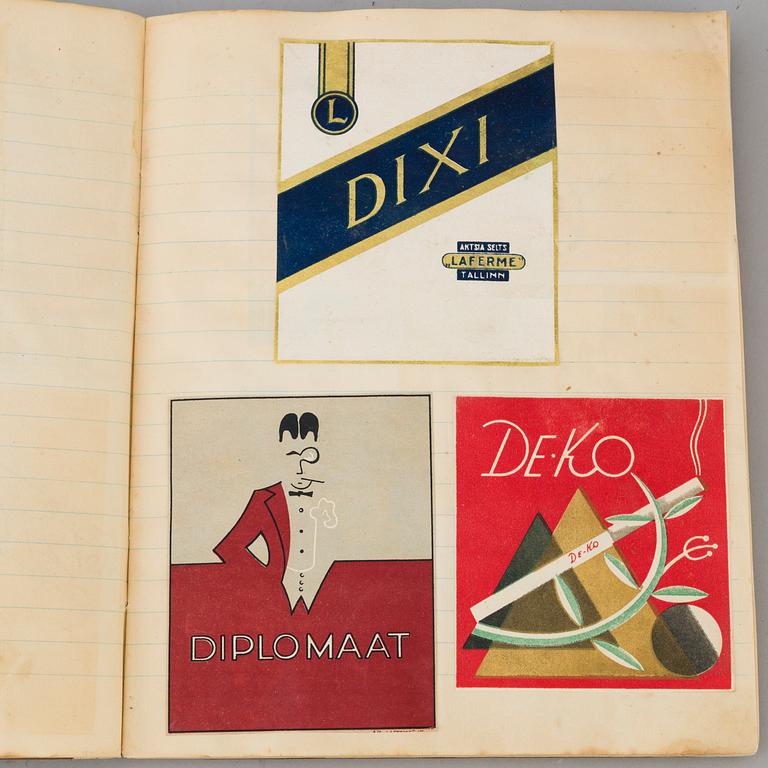 L
DIXI
AKTSIA SELTS
„LAFERME"
TALLINN
DIPLOMAAT
DE·KO
DE-KO